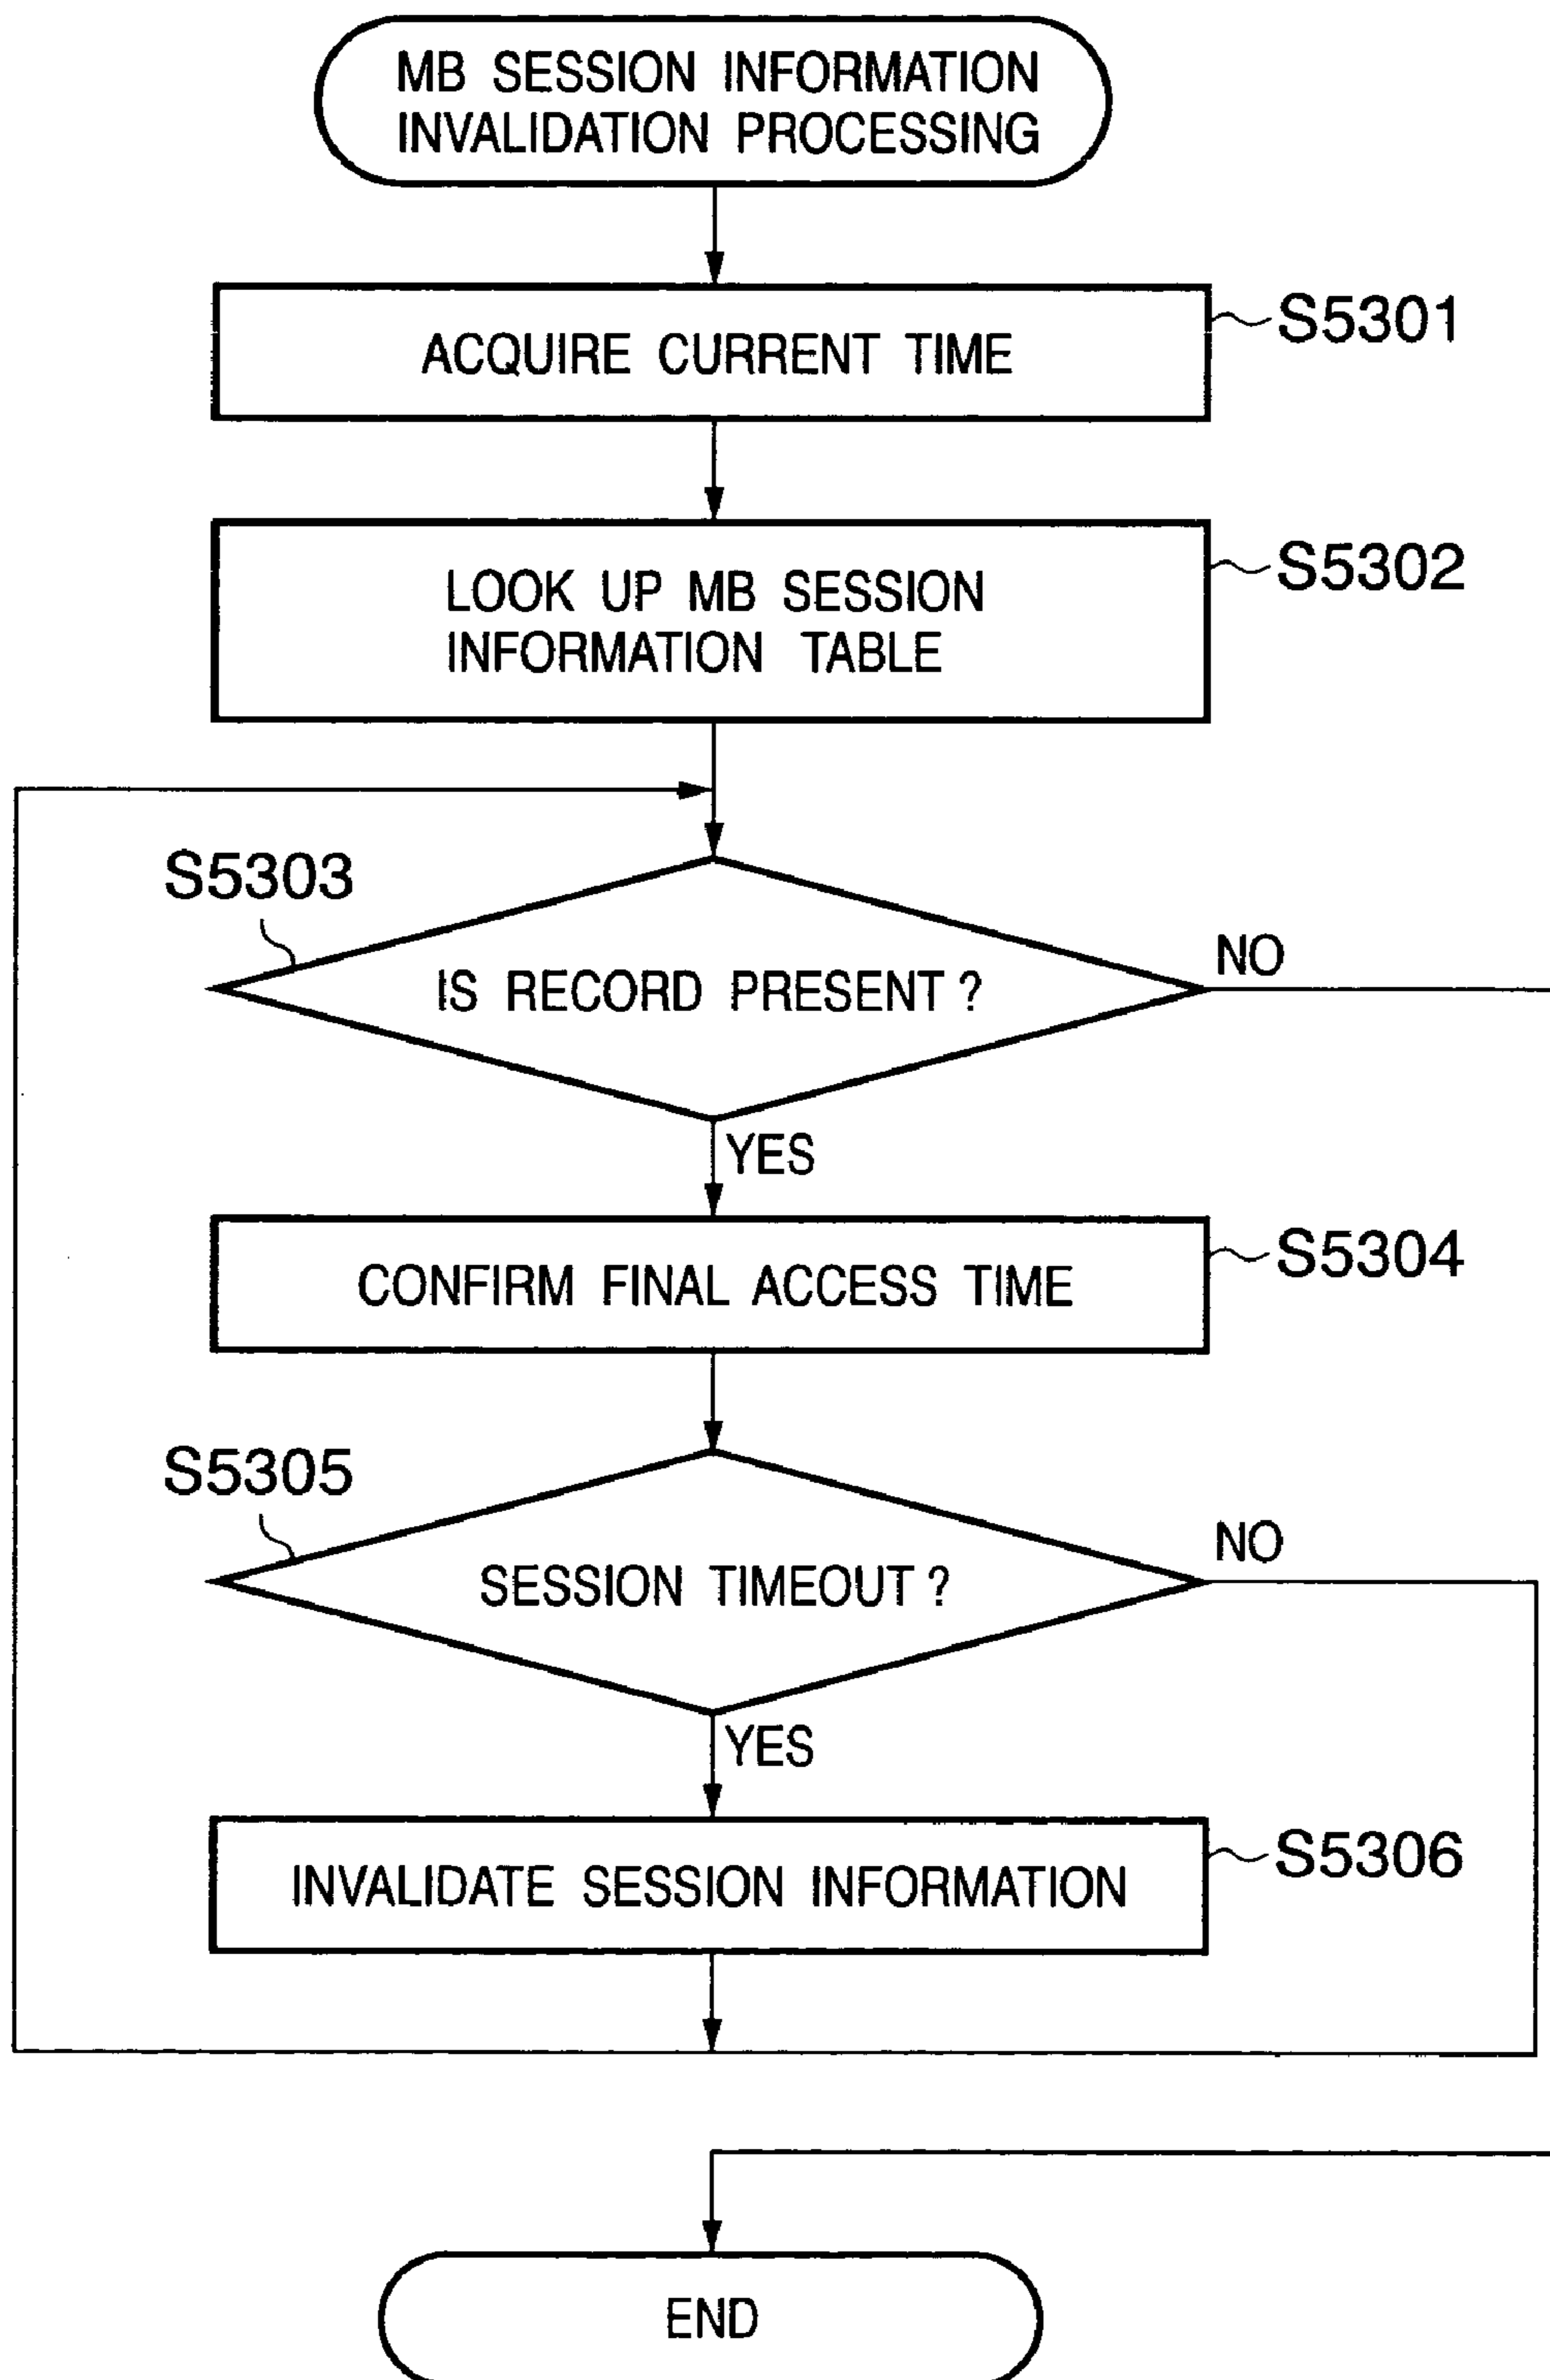 MB SESSION INFORMATION
INVALIDATION PROCESSING
ACQUIRE CURRENT TIME
S5301
LOOK UP MB SESSION
INFORMATION TABLE
S5302
S5303
IS RECORD PRESENT ?
NO
YES
CONFIRM FINAL ACCESS TIME
S5304
S5305
SESSION TIMEOUT ?
NO
YES
INVALIDATE SESSION INFORMATION
S5306
END